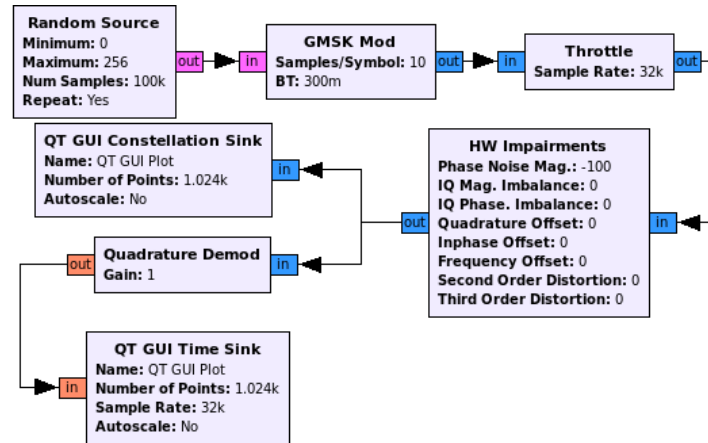 Random Source
Minimum: 0
Maximum: 256
Num Samples: 100k
Repeat: Yes
out
in
GMSK Mod
Samples/Symbol: 10
BT: 300m
out
in
Throttle
Sample Rate: 32k
out
QT GUI Constellation Sink
Name: QT GUI Plot
Number of Points: 1.024k
Autoscale: No
in
HW Impairments
Phase Noise Mag.: -100
IQ Mag. Imbalance: 0
IQ Phase. Imbalance: 0
Quadrature Offset: 0
Inphase Offset: 0
Frequency Offset: 0
Second Order Distortion: 0
Third Order Distortion: 0
out
in
out
Quadrature Demod
Gain: 1
in
in
QT GUI Time Sink
Name: QT GUI Plot
Number of Points: 1.024k
Sample Rate: 32k
Autoscale: No